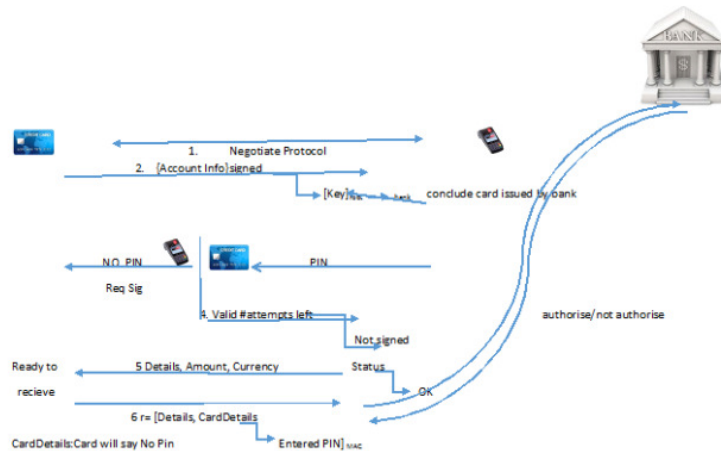 BANK
1. Negotiate Protocol
2. {Account Info}signed
[Key]
conclude card issued by bank
NO PIN
PIN
Req Sig
4. Valid #attempts left
authorise/not authorise
Not signed
Ready to
5 Details, Amount, Currency
Status
recieve
OK
6 r= [Details, CardDetails
CardDetails:Card will say No Pin
Entered PIN] MAC